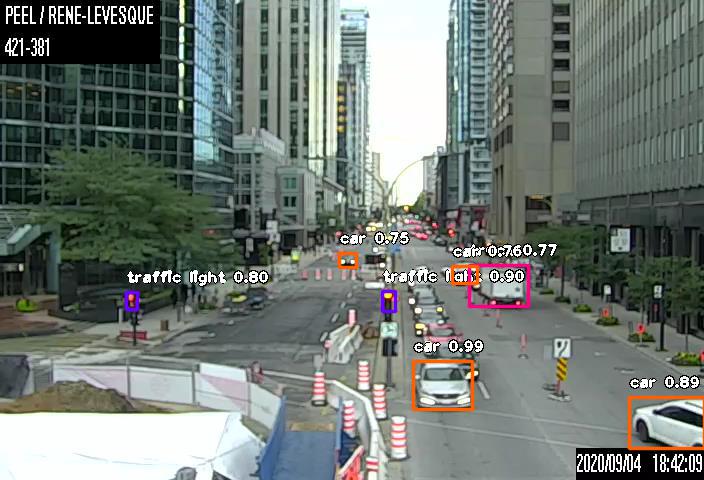 PEEL / RENE-LEVESQUE
421-381
car 0.75
car 0.76
0.77
traffic light 0.80
traffic light 0.90
car 0.99
car 0.89
2020/09/04 18:42:09